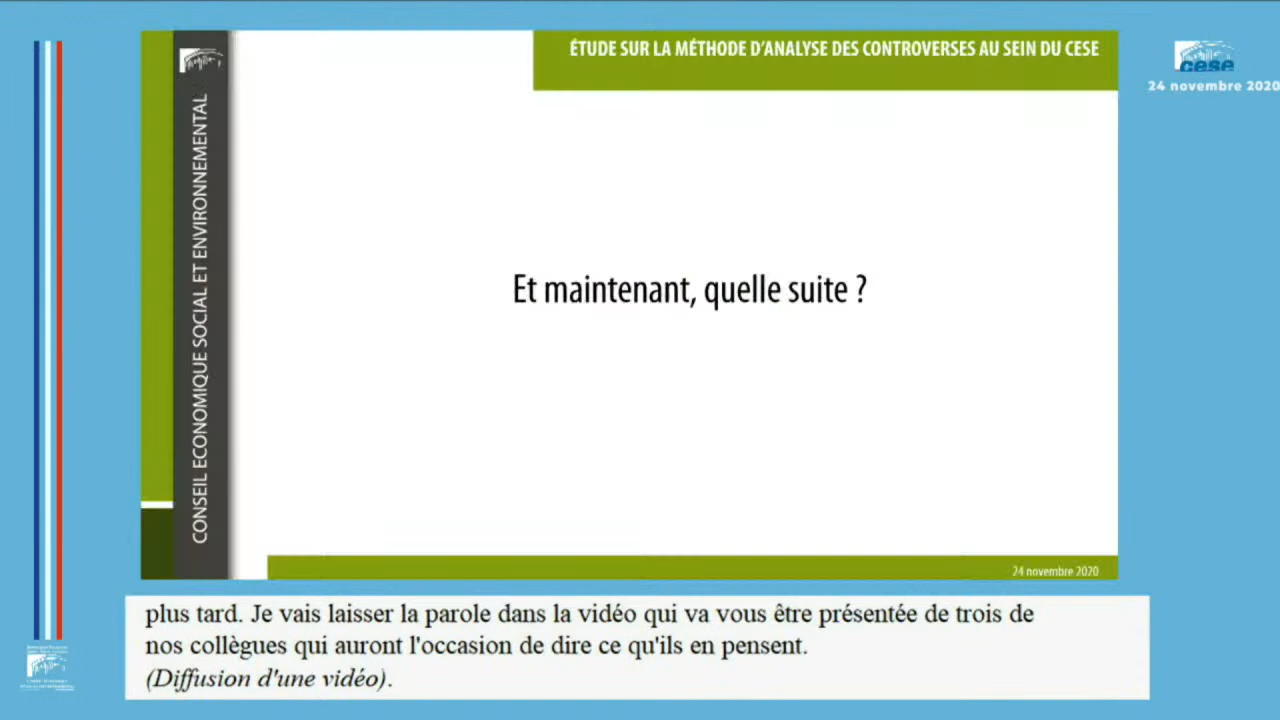 ÉTUDE SUR LA MÉTHODE D'ANALYSE DES CONTROVERSES AU SEIN DU CESE
cese
24 novembre 2020
CONSEIL ECONOMIQUE SOCIAL ET ENVIRONNEMENTAL
Et maintenant, quelle suite ?
24 novembre 2020
plus tard. Je vais laisser la parole dans la vidéo qui va vous être présentée de trois de
nos collègues qui auront l'occasion de dire ce qu'ils en pensent.
(Diffusion d'une vidéo).